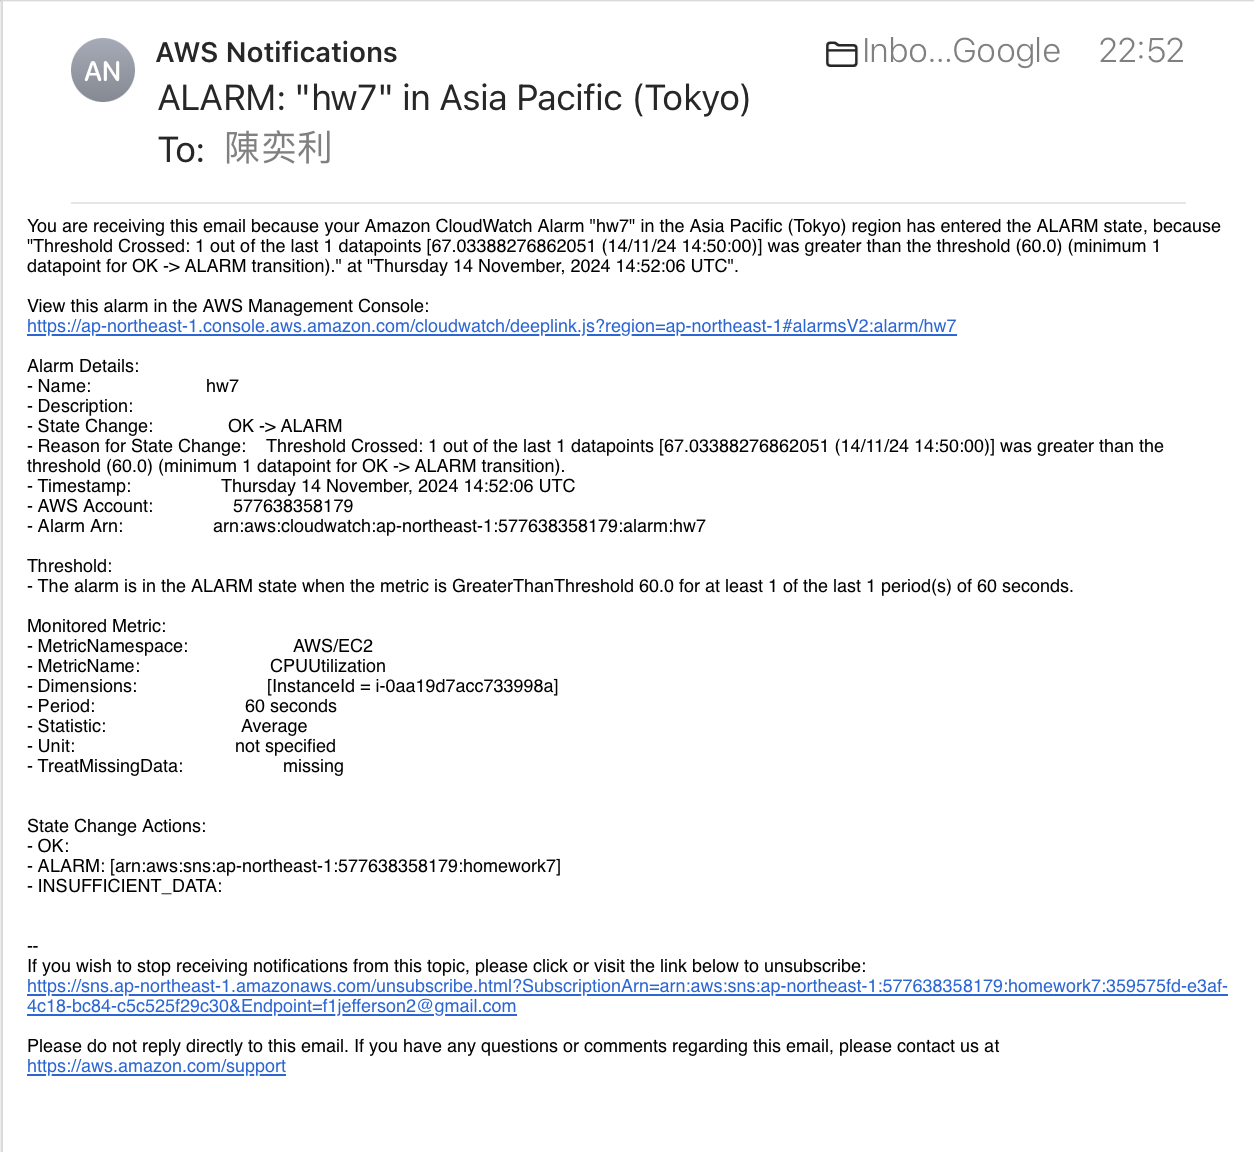 AN
AWS Notifications
Inbo...Google 22:52
ALARM: "hw7" in Asia Pacific (Tokyo)
To: 陳奕利
You are receiving this email because your Amazon CloudWatch Alarm "hw7" in the Asia Pacific (Tokyo) region has entered the ALARM state, because
"Threshold Crossed: 1 out of the last 1 datapoints [67.03388276862051 (14/11/24 14:50:00)] was greater than the threshold (60.0) (minimum 1
datapoint for OK -> ALARM transition)." at "Thursday 14 November, 2024 14:52:06 UTC".
View this alarm in the AWS Management Console:
https://ap-northeast-1.console.aws.amazon.com/cloudwatch/deeplink.js?region=ap-northeast-1#alarmsV2:alarm/hw7
Alarm Details:
- Name: hw7
- Description:
- State Change: OK -> ALARM
- Reason for State Change: Threshold Crossed: 1 out of the last 1 datapoints [67.03388276862051 (14/11/24 14:50:00)] was greater than the
threshold (60.0) (minimum 1 datapoint for OK -> ALARM transition).
- Timestamp: Thursday 14 November, 2024 14:52:06 UTC
- AWS Account: 577638358179
- Alarm Arn: arn:aws:cloudwatch:ap-northeast-1:577638358179:alarm:hw7
Threshold:
- The alarm is in the ALARM state when the metric is GreaterThanThreshold 60.0 for at least 1 of the last 1 period(s) of 60 seconds.
Monitored Metric:
- MetricNamespace: AWS/EC2
- MetricName: CPUUtilization
- Dimensions: [InstanceId = i-0aa19d7acc733998a]
- Period: 60 seconds
- Statistic: Average
- Unit: not specified
- TreatMissingData: missing
State Change Actions:
- OK:
- ALARM: [arn:aws:sns:ap-northeast-1:577638358179:homework7]
- INSUFFICIENT_DATA:
--
If you wish to stop receiving notifications from this topic, please click or visit the link below to unsubscribe:
https://sns.ap-northeast-1.amazonaws.com/unsubscribe.html?SubscriptionArn=arn:aws:sns:ap-northeast-1:577638358179:homework7:359575fd-e3af-
4c18-bc84-c5c525f29c30&Endpoint=f1jefferson2@gmail.com
Please do not reply directly to this email. If you have any questions or comments regarding this email, please contact us at
https://aws.amazon.com/support